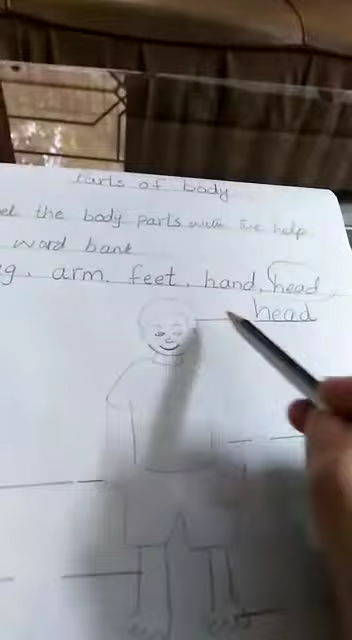 Parts of body
the body parts with the help
word bank
arm. feet, hand, head,
head